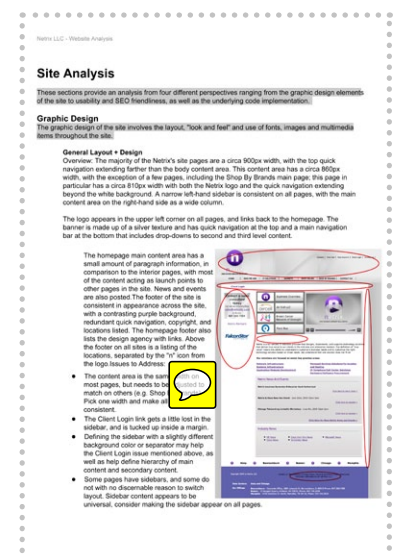 Netrix LLC - Website Analysis
Site Analysis
These sections provide an analysis from four different perspectives ranging from the graphic design elements
of the site to usability and SEO friendliness, as well as the underlying code implementation.
Graphic Design
The graphic design of the site involves the layout, "look and feel" and use of fonts, images and multimedia
items throughout the site.
General Layout + Design
Overview: The majority of the Netrix's site pages are a circa 900px width, with the top quick
navigation extending farther than the body content area. This content area has a circa 860px
width, with the exception of a few pages, including the Shop By Brands main page; this page in
particular has a circa 810px width with both the Netrix logo and the quick navigation extending
beyond the white background. A narrow left-hand sidebar is consistent on all pages, with the main
content area on the right-hand side as a wide column.
The logo appears in the upper left corner on all pages, and links back to the homepage. The
banner is made up of a silver texture and has quick navigation at the top and a main navigation
bar at the bottom that includes drop-downs to second and third level content.
The homepage main content area has a
small amount of paragraph information, in
comparison to the interior pages, with most
of the content acting as launch points to
other pages in the site. News and events
are also posted.The footer of the site is
consistent in appearance across the site,
with a contrasting purple background,
redundant quick navigation, copyright, and
locations listed. The homepage footer also
lists the design agency with links. Above
the footer on all sites is a listing of the
locations, separated by the "n" icon from
the logo.Issues to Address:
● The content area is the same on
most pages, but needs to be to
match on others (e.g. Shop
Pick one width and make all
consistent.
● The Client Login link gets a little lost in the
sidebar, and is tucked up inside a margin.
● Defining the sidebar with a slightly different
background color or separator may help
the Client Login issue mentioned above, as
well as help define hierarchy of main
content and secondary content.
● Some pages have sidebars, and some do
not with no discernable reason to switch
layout. Sidebar content appears to be
universal, consider making the sidebar appear on all pages.
n
FalconStor